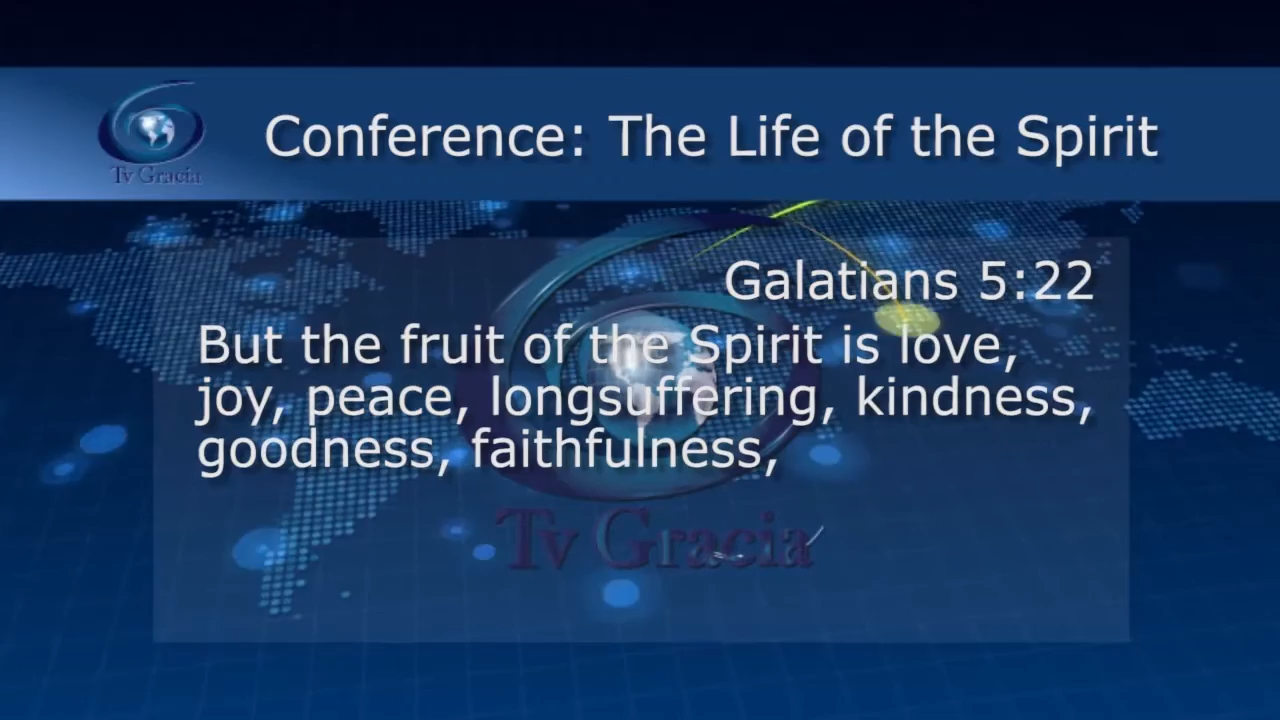 Conference: The Life of the Spirit
Tv Gracia
Galatians 5:22
But the fruit of the Spirit is love,
joy, peace, longsuffering, kindness,
goodness, faithfulness,
Tv Gracia